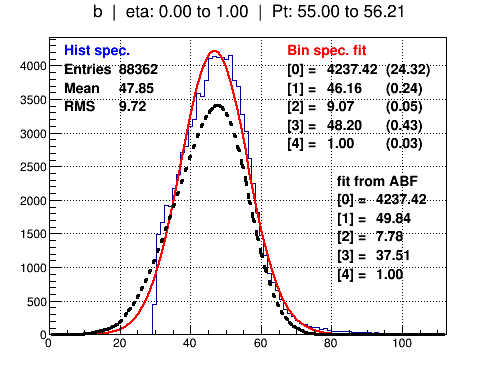 b | eta: 0.00 to 1.00 | Pt: 55.00 to 56.21
Hist spec.
Entries 88362
Mean 47.85
RMS 9.72
Bin spec. fit
[0] = 4237.42 (24.32)
[1] = 46.16 (0.24)
[2] = 9.07 (0.05)
[3] = 48.20 (0.43)
[4] = 1.00 (0.03)
fit from ABF
[0] = 4237.42
[1] = 49.84
[2] = 7.78
[3] = 37.51
[4] = 1.00
4000
3500
3000
2500
2000
1500
1000
500
0
0 20 40 60 80 100